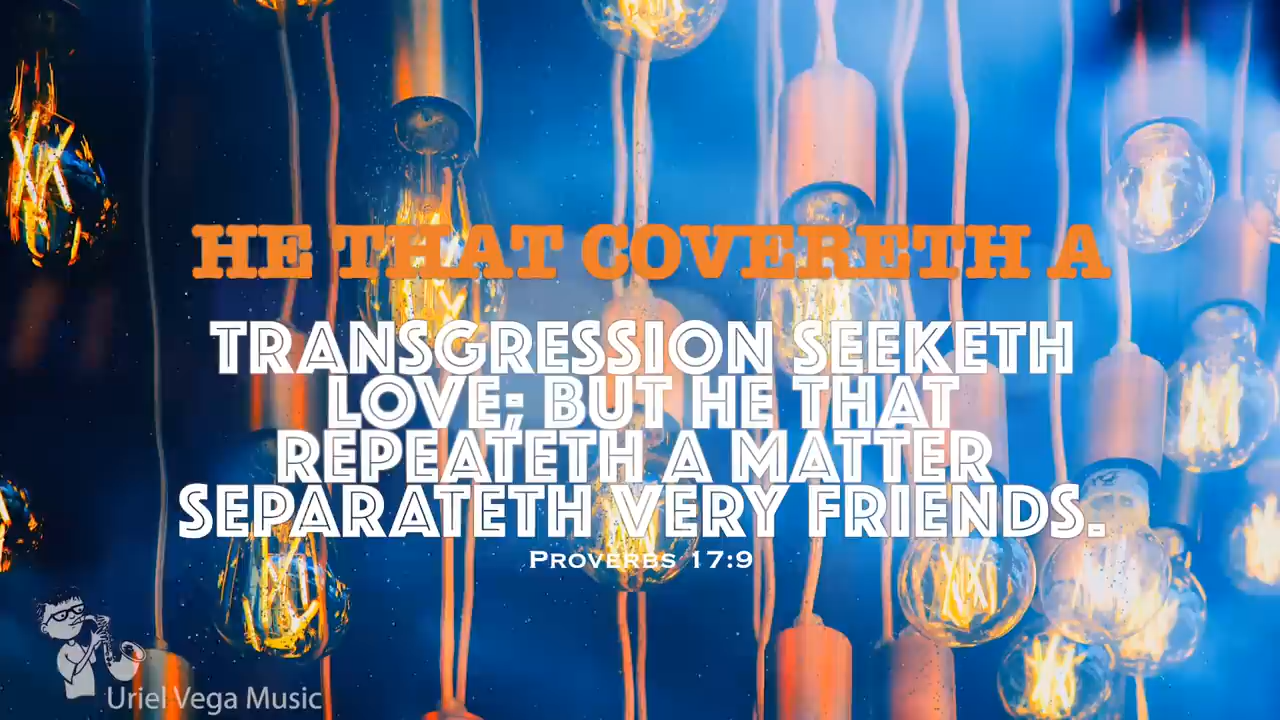 HE THAT COVERETH A
TRANSGRESSION SEEKETH
LOVE; BUT HE THAT
REPEATETH A MATTER
SEPARATETH VERY FRIENDS.
PROVERBS 17:9
Uriel Vega Music